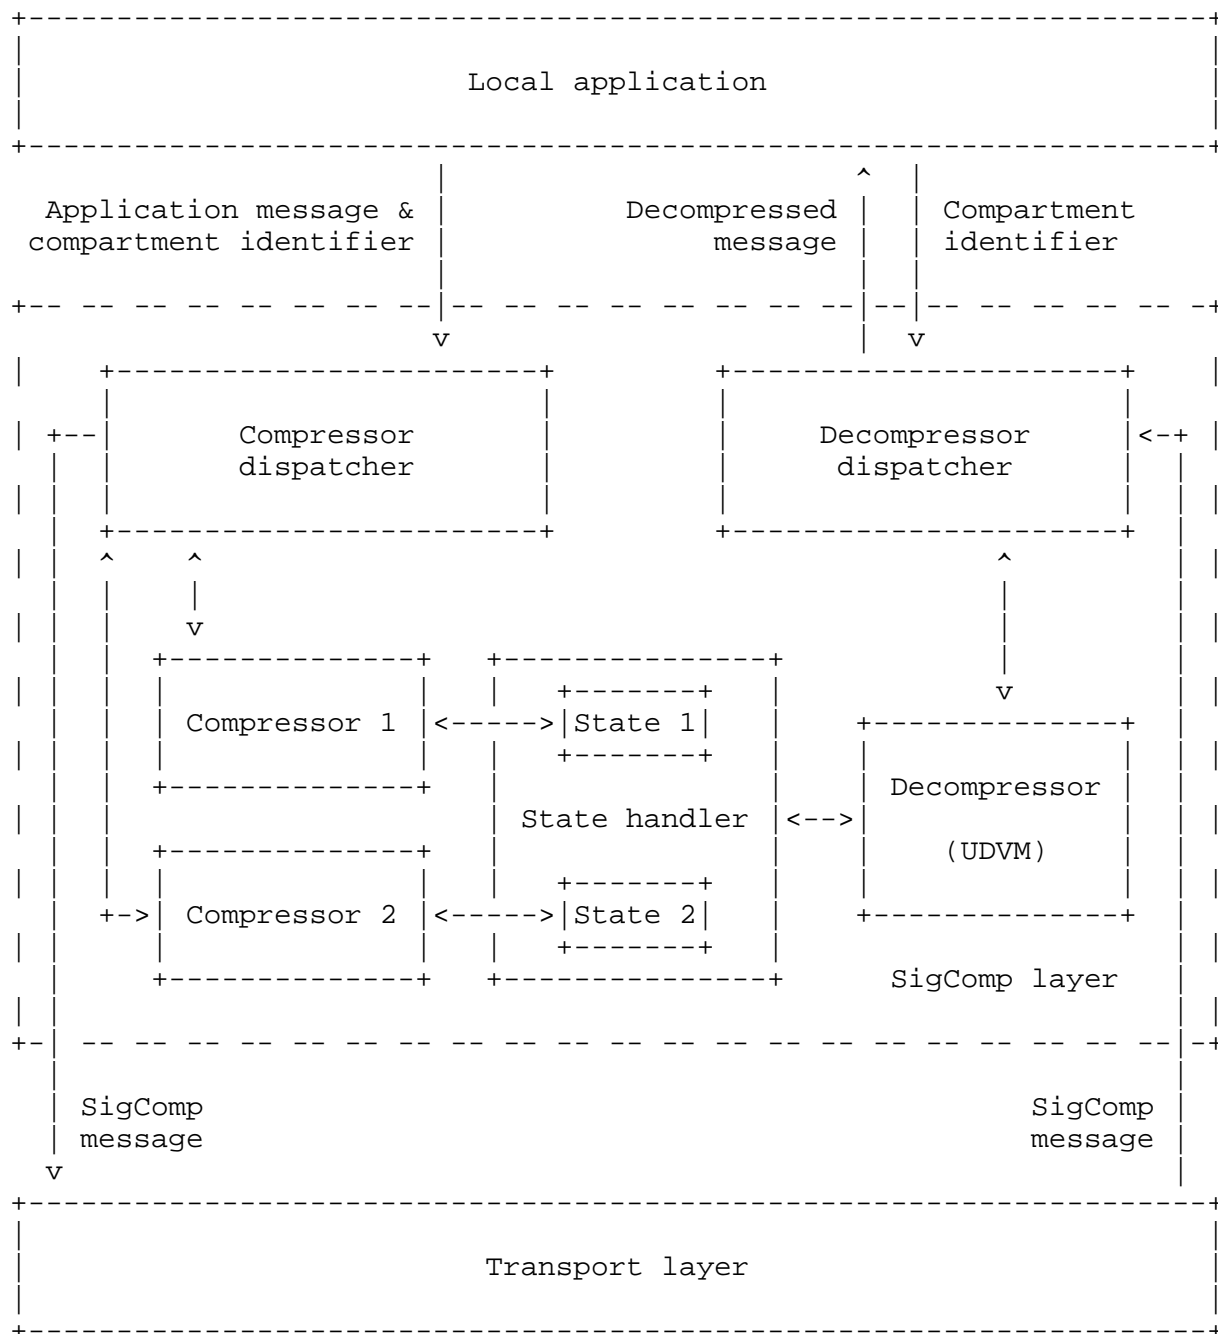 Local application
Application message &
compartment identifier
Decompressed
message
Compartment
identifier
Compressor
dispatcher
Decompressor
dispatcher
Compressor 1
State 1
Decompressor
(UDVM)
State handler
Compressor 2
State 2
SigComp layer
SigComp
message
SigComp
message
Transport layer